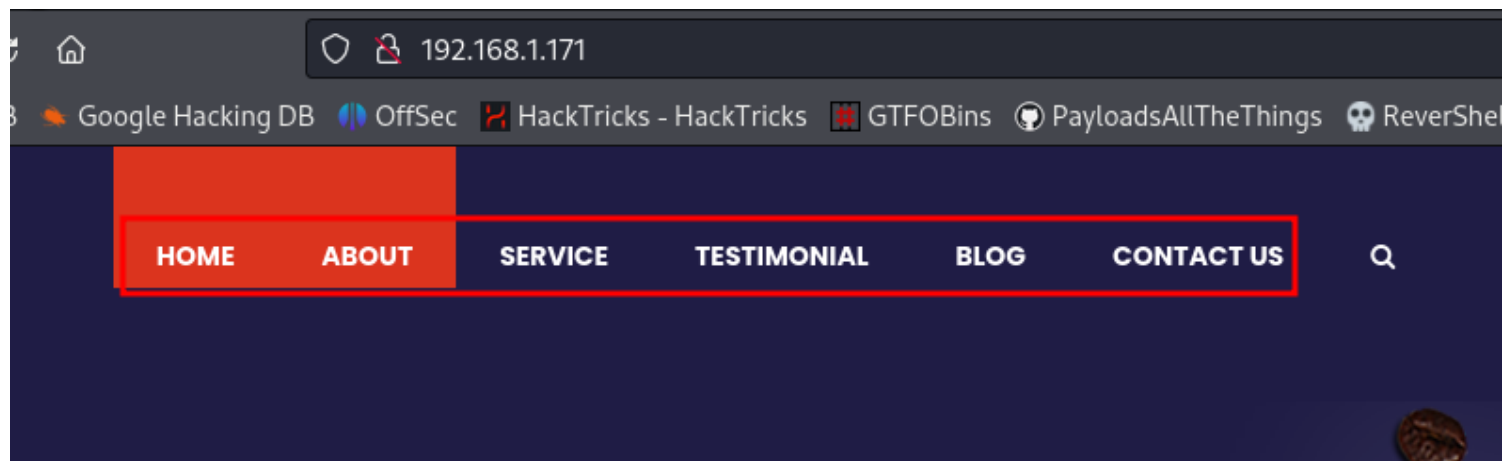 192.168.1.171
Google Hacking DB OffSec HackTricks - HackTricks GTFOBins PayloadsAllTheThings ReverShel
HOME ABOUT SERVICE TESTIMONIAL BLOG CONTACT US